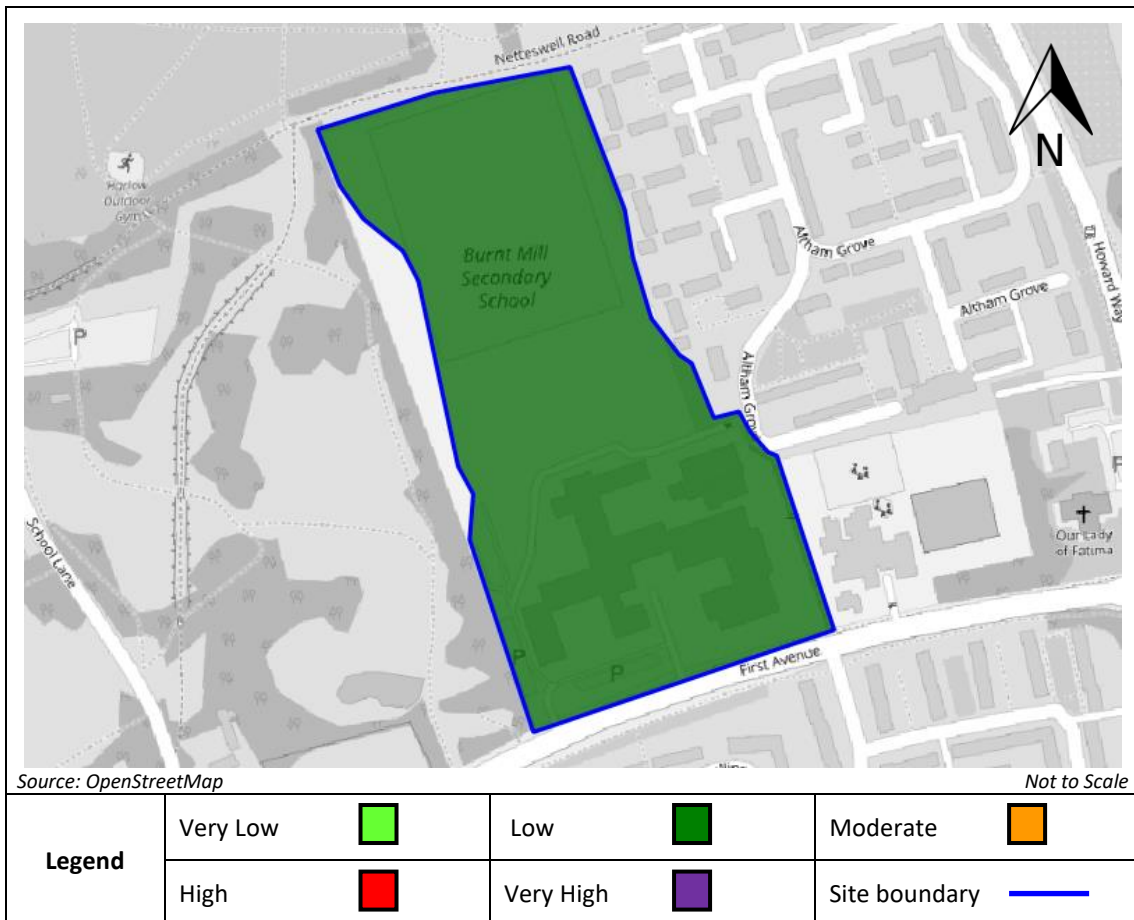 Netteswell Road
N
Harlow
Outdoor
Gym
Burnt Mill
Secondary
School
Altham Grove
Howard Way
Altham Grove
P
Altham Grove
P
Our Lady
of Fatima
School Lane
P
P
First Avenue
Source: OpenStreetMap
Not to Scale
Legend
Very Low
Low
Moderate
High
Very High
Site boundary